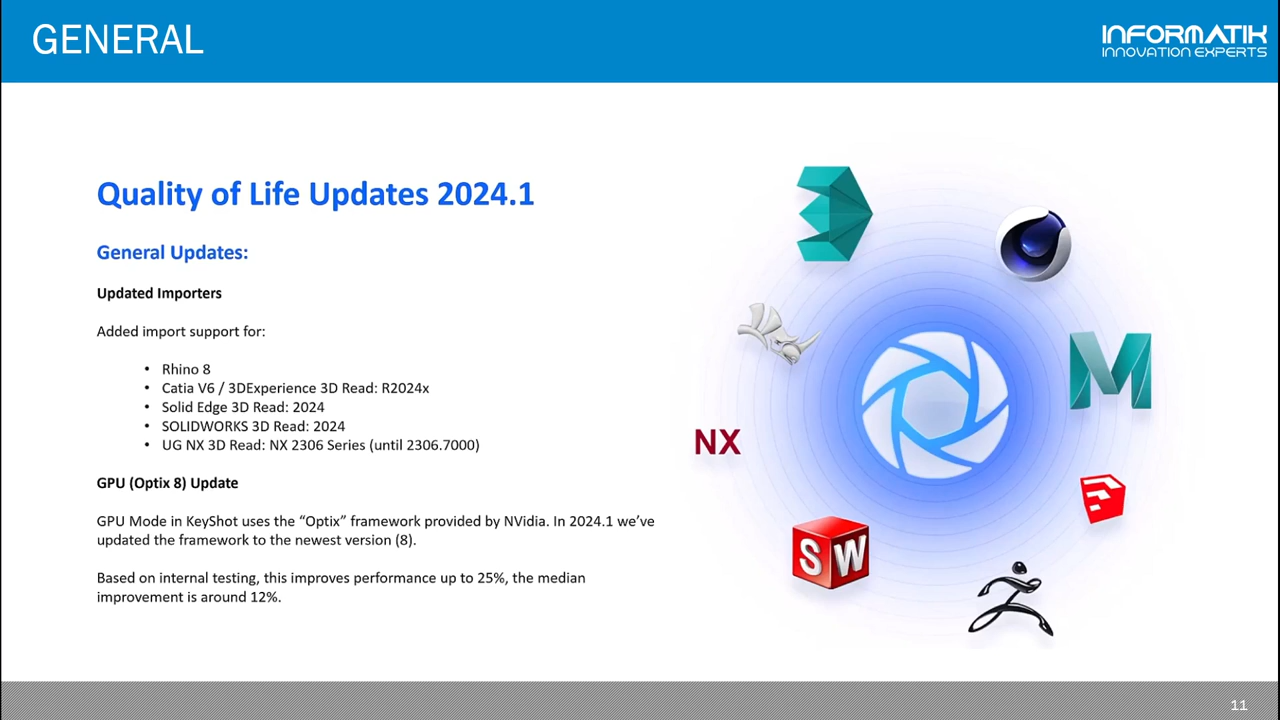 GENERAL
INFORMATIK
INNOVATION EXPERTS
Quality of Life Updates 2024.1
General Updates:
Updated Importers
Added import support for:
• Rhino 8
• Catia V6 / 3DExperience 3D Read: R2024x
• Solid Edge 3D Read: 2024
• SOLIDWORKS 3D Read: 2024
• UG NX 3D Read: NX 2306 Series (until 2306.7000)
GPU (Optix 8) Update
GPU Mode in KeyShot uses the “Optix” framework provided by NVidia. In 2024.1 we’ve
updated the framework to the newest version (8).
Based on internal testing, this improves performance up to 25%, the median
improvement is around 12%.
NX
SW
11